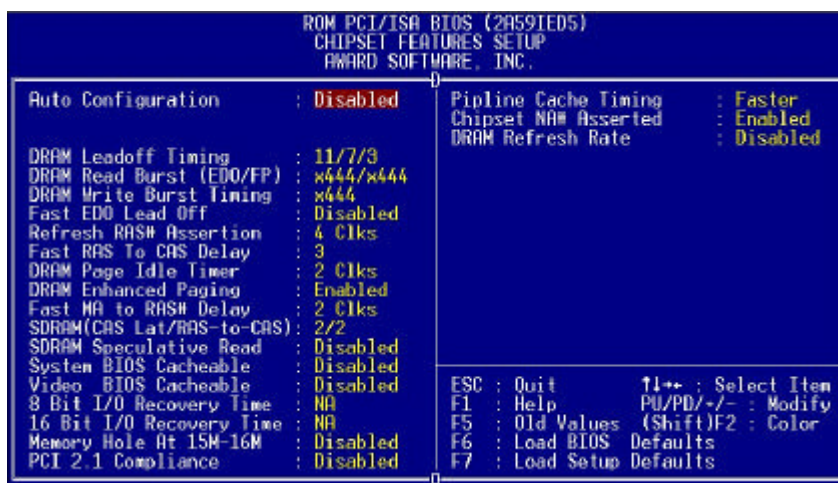 ROM PCI/ISA BIOS (2A59IED5)
CHIPSET FEATURES SETUP
AWARD SOFTWARE, INC.
Auto Configuration : Disabled
DRAM Leadoff Timing : 11/7/3
DRAM Read Burst (EDO/FP) : x444/x444
DRAM Write Burst Timing : x444
Fast EDO Lead Off : Disabled
Refresh RAS# Assertion : 4 Clks
Fast RAS To CAS Delay : 3
DRAM Page Idle Timer : 2 Clks
DRAM Enhanced Paging : Enabled
Fast MA to RAS# Delay : 2 Clks
SDRAM(CAS Lat/RAS-to-CAS): 2/2
SDRAM Speculative Read : Disabled
System BIOS Cacheable : Disabled
Video BIOS Cacheable : Disabled
8 Bit I/O Recovery Time : NA
16 Bit I/O Recovery Time : NA
Memory Hole At 15M-16M : Disabled
PCI 2.1 Compliance : Disabled
Pipline Cache Timing : Faster
Chipset NA# Asserted : Enabled
DRAM Refresh Rate : Disabled
ESC : Quit ↑↓→← : Select Item
F1 : Help PU/PD/+/- : Modify
F5 : Old Values (Shift)F2 : Color
F6 : Load BIOS Defaults
F7 : Load Setup Defaults